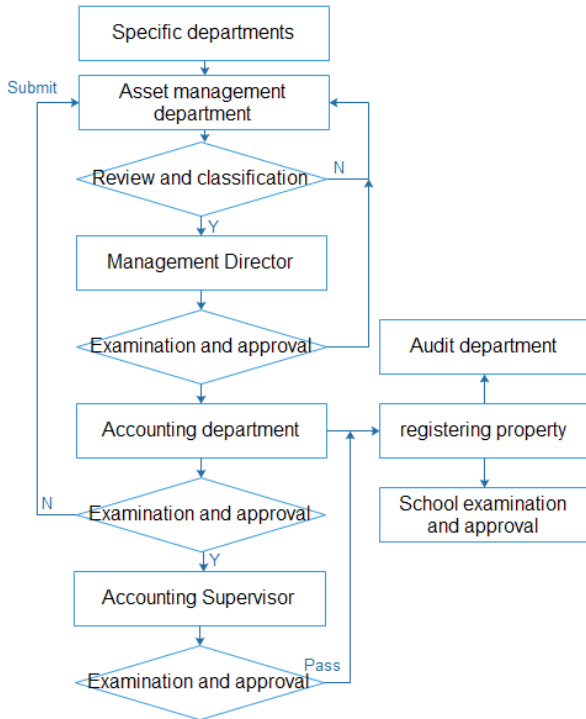 Specific departments
Submit
Asset management
department
Review and classification
N
Y
Management Director
Examination and approval
Audit department
Accounting department
registering property
N
Examination and approval
School examination
and approval
Y
Accounting Supervisor
Pass
Examination and approval